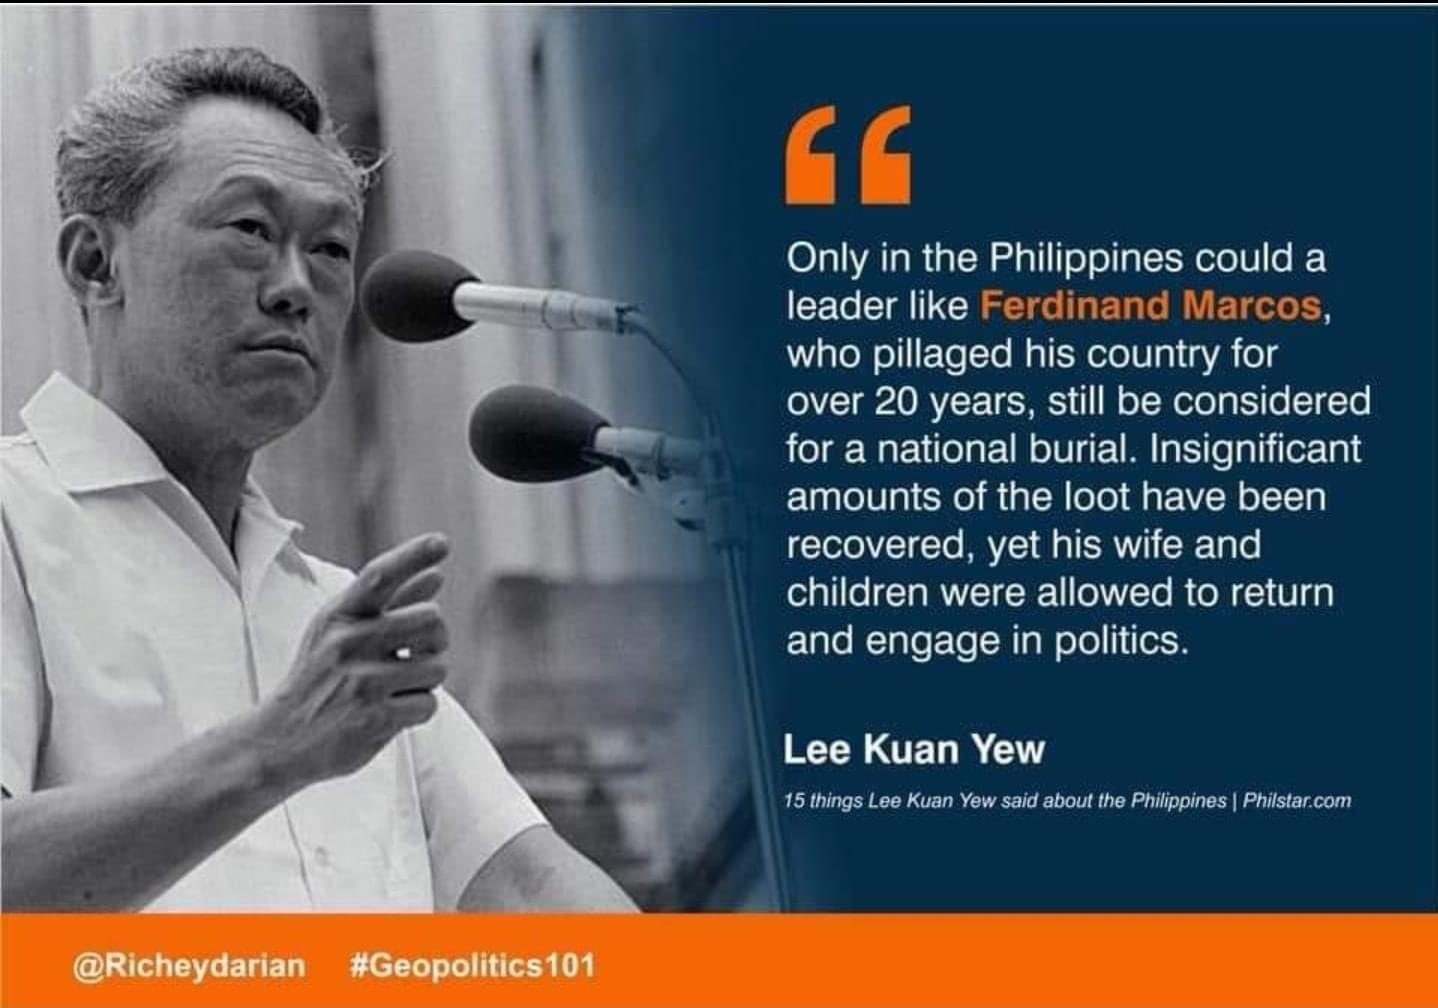 “
Only in the Philippines could a
leader like Ferdinand Marcos,
who pillaged his country for
over 20 years, still be considered
for a national burial. Insignificant
amounts of the loot have been
recovered, yet his wife and
children were allowed to return
and engage in politics.
Lee Kuan Yew
15 things Lee Kuan Yew said about the Philippines | Philstar.com
@Richeydarian #Geopolitics101